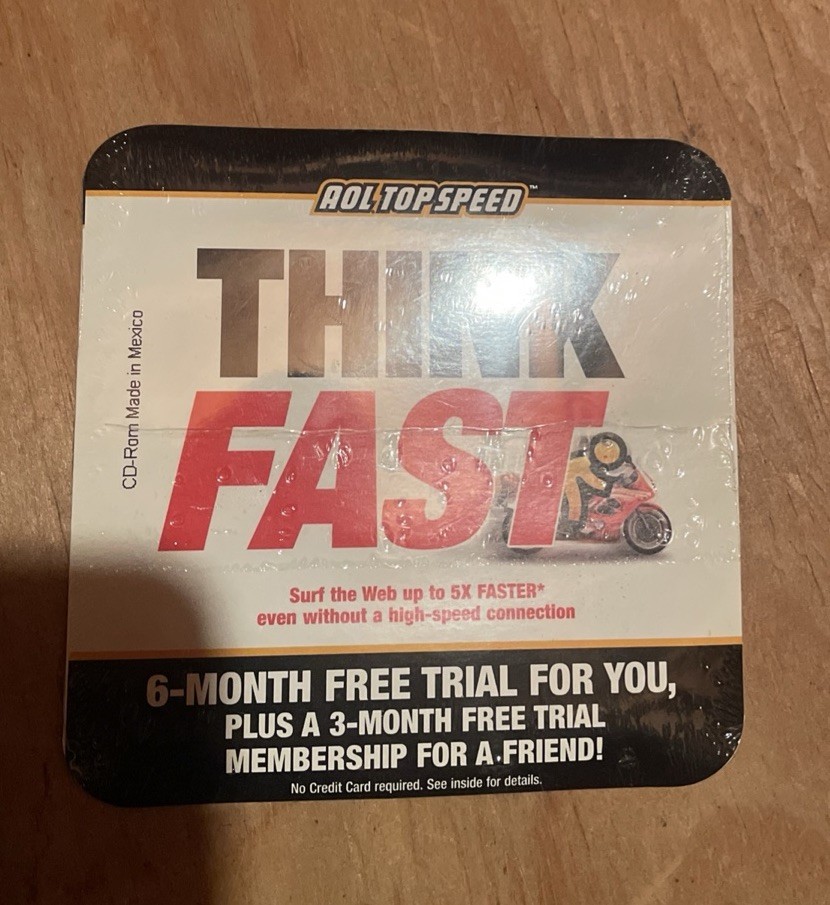 AOL TOPSPEED™
THINK
FAST
CD-Rom Made in Mexico
Surf the Web up to 5X FASTER*
even without a high-speed connection
6-MONTH FREE TRIAL FOR YOU,
PLUS A 3-MONTH FREE TRIAL
MEMBERSHIP FOR A FRIEND!
No Credit Card required. See inside for details.